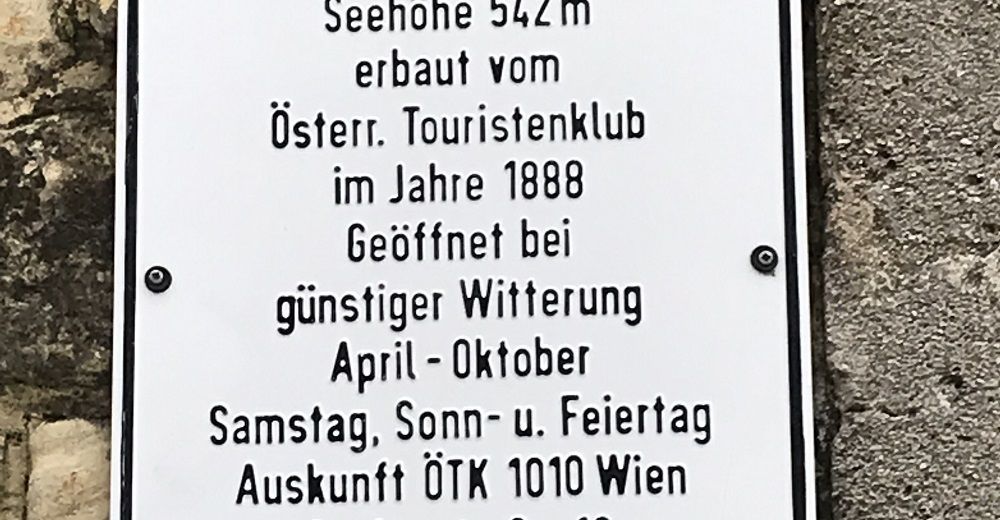 Seehöhe 542 m
erbaut vom
Österr. Touristenklub
im Jahre 1888
Geöffnet bei
günstiger Witterung
April - Oktober
Samstag, Sonn- u. Feiertag
Auskunft ÖTK 1010 Wien